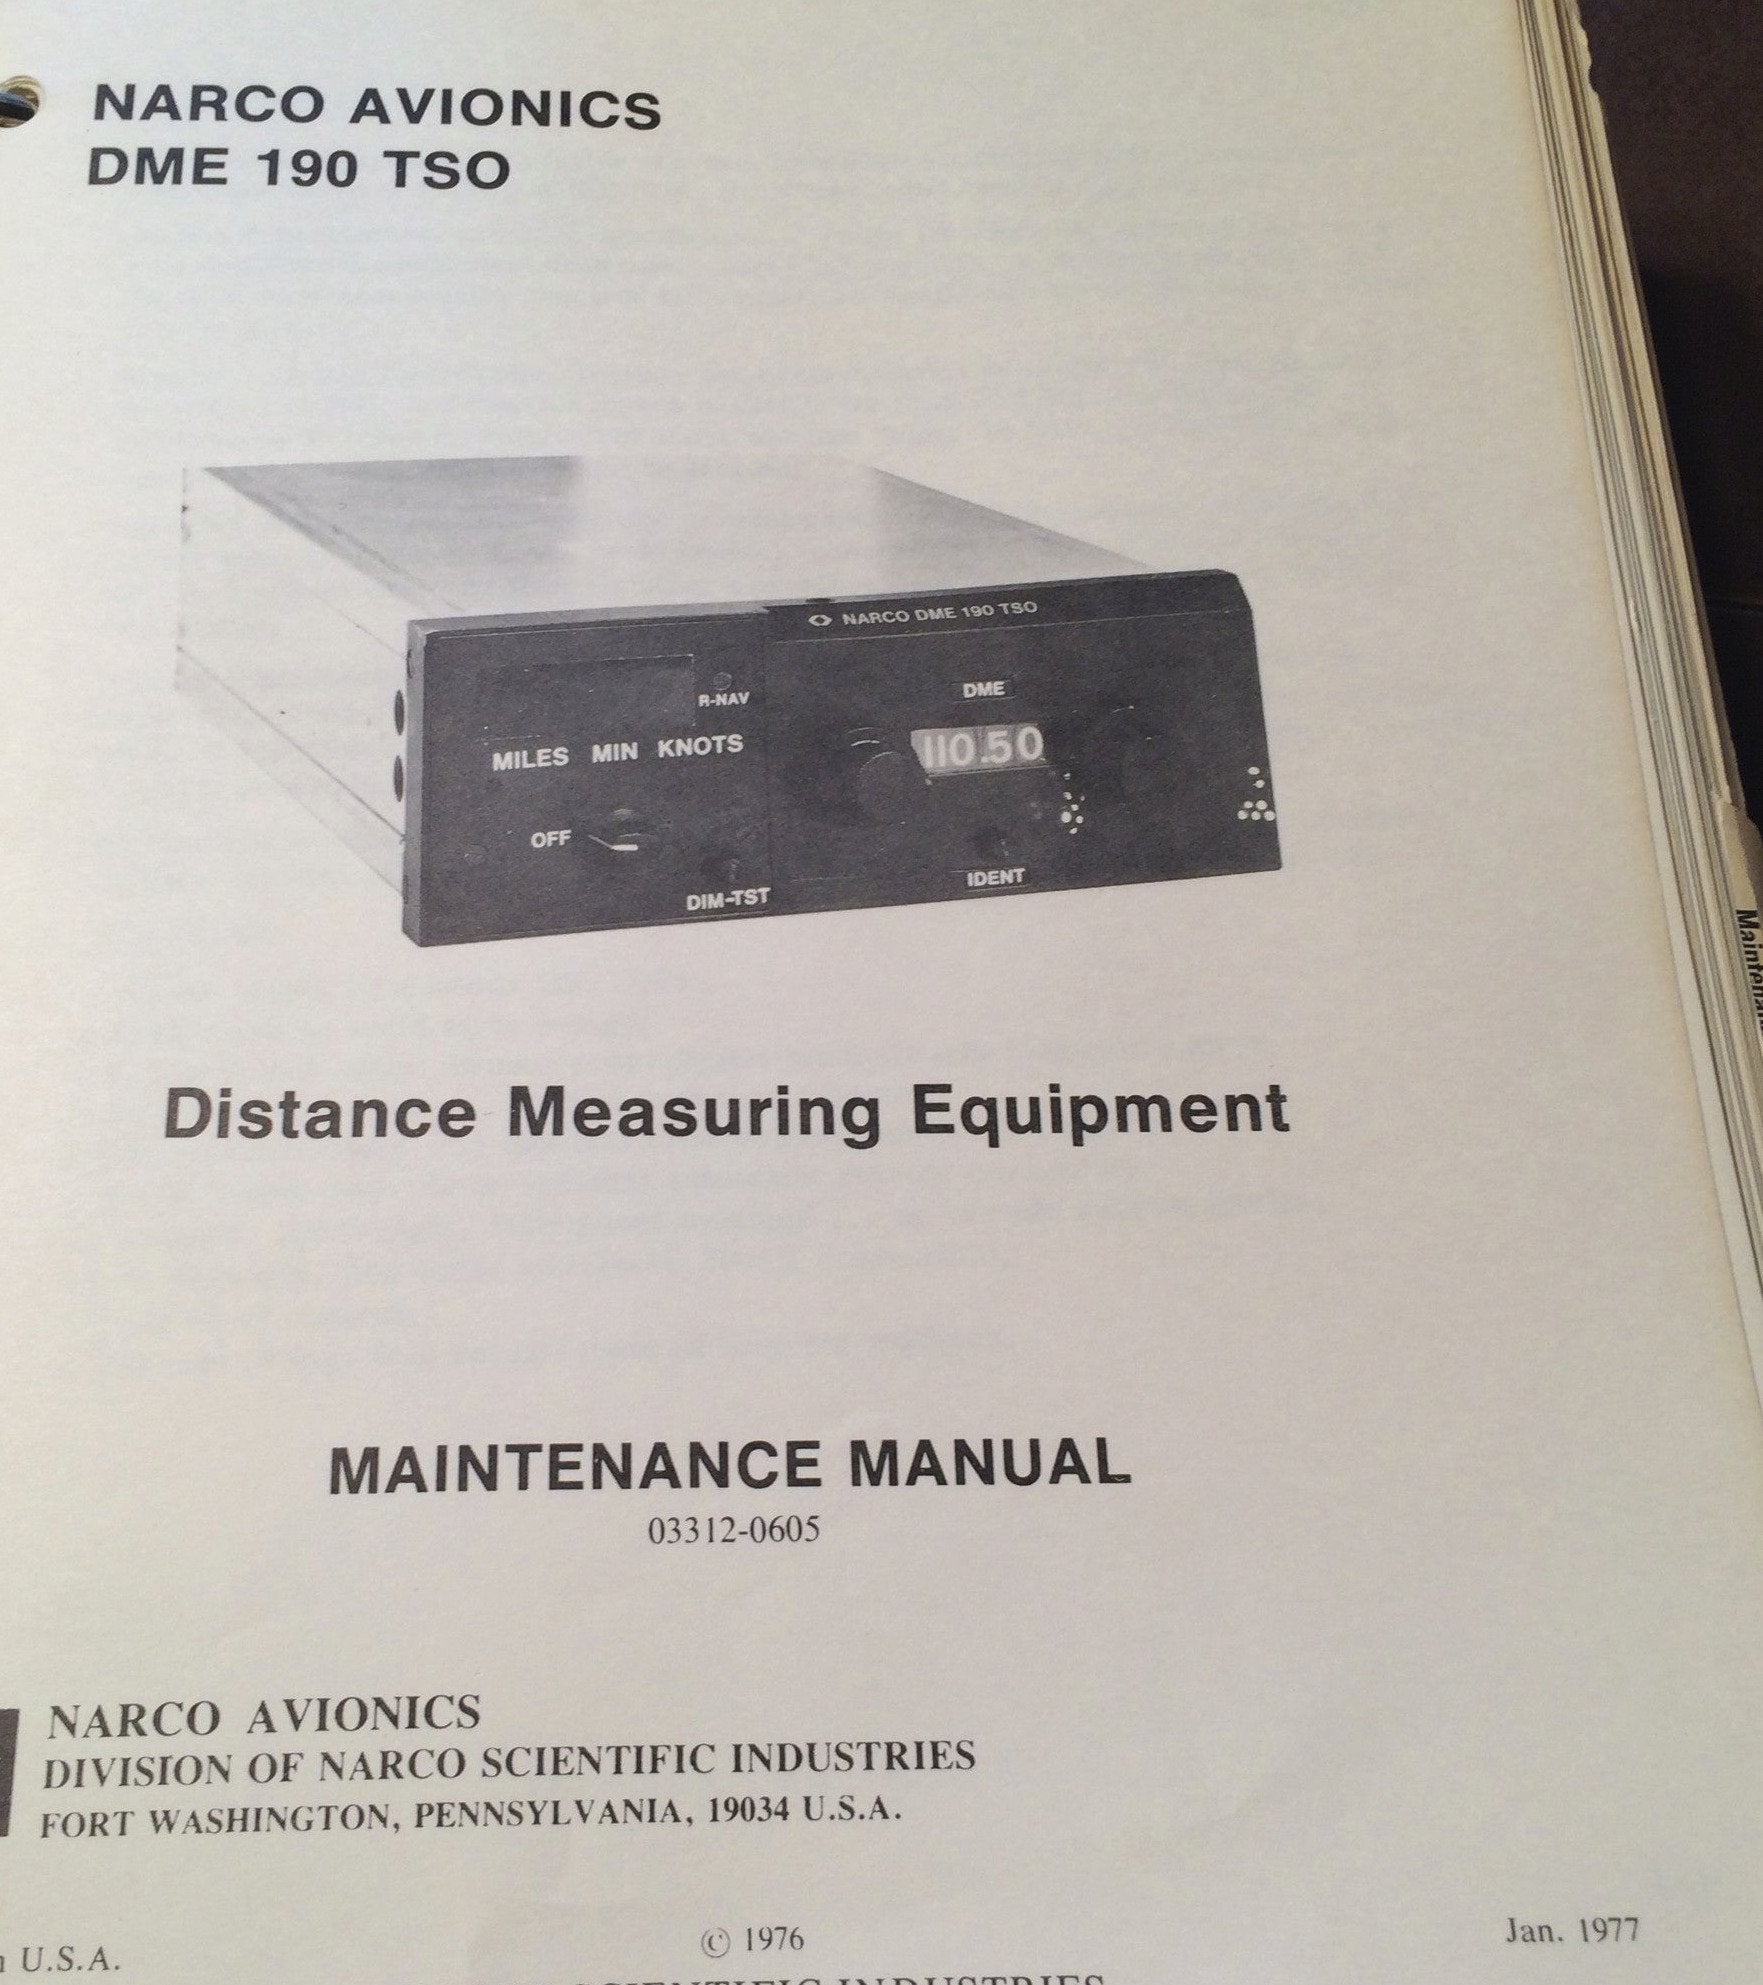 NARCO AVIONICS
DME 190 TSO
NARCO DME 190 TSO
R-NAV
DME
MILES MIN KNOTS
110.50
OFF
DIM-TST
IDENT
Distance Measuring Equipment
MAINTENANCE MANUAL
03312-0605
NARCO AVIONICS
DIVISION OF NARCO SCIENTIFIC INDUSTRIES
FORT WASHINGTON, PENNSYLVANIA, 19034 U.S.A.
U.S.A.
© 1976
Jan. 1977
SCIENTIFIC INDUSTRIES